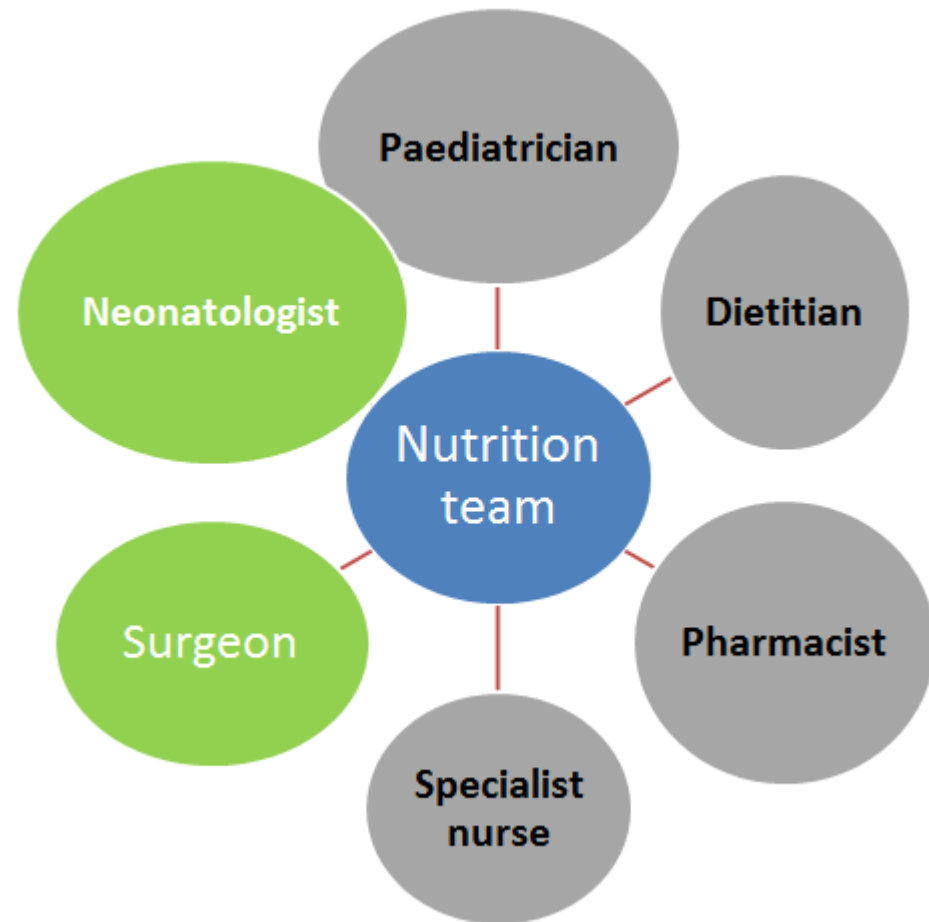 Paediatrician
Neonatologist
Dietitian
Nutrition
team
Surgeon
Pharmacist
Specialist
nurse